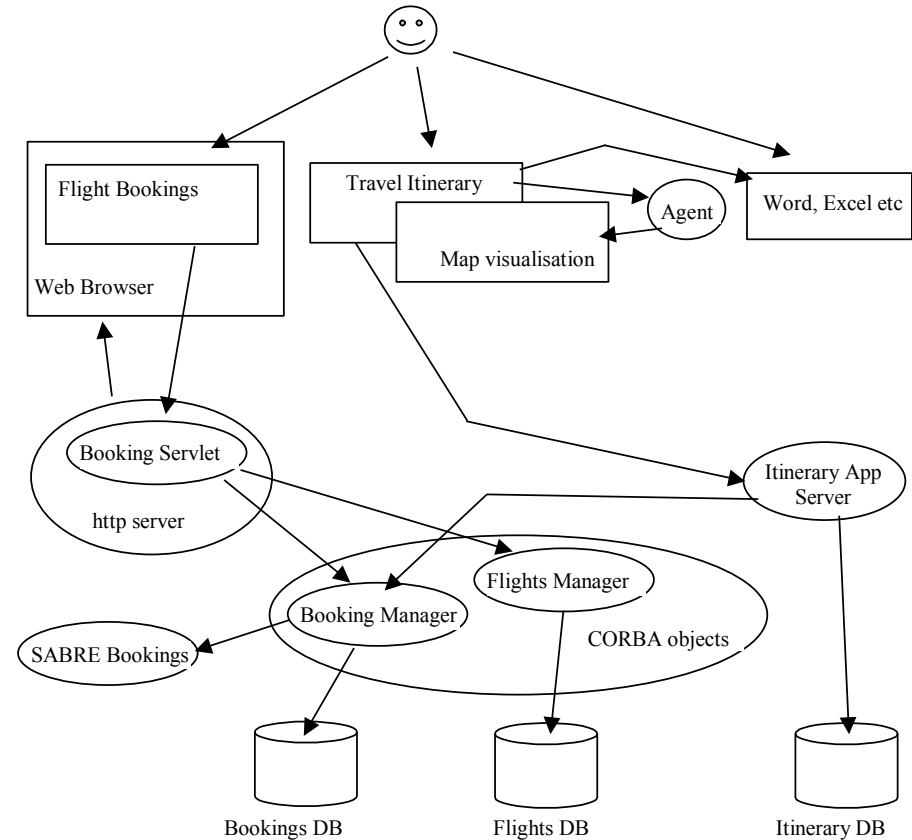 Flight Bookings
Web Browser
Travel Itinerary
Map visualisation
Agent
Word, Excel etc
Booking Servlet
http server
Itinerary App
Server
Flights Manager
Booking Manager
CORBA objects
SABRE Bookings
Bookings DB
Flights DB
Itinerary DB